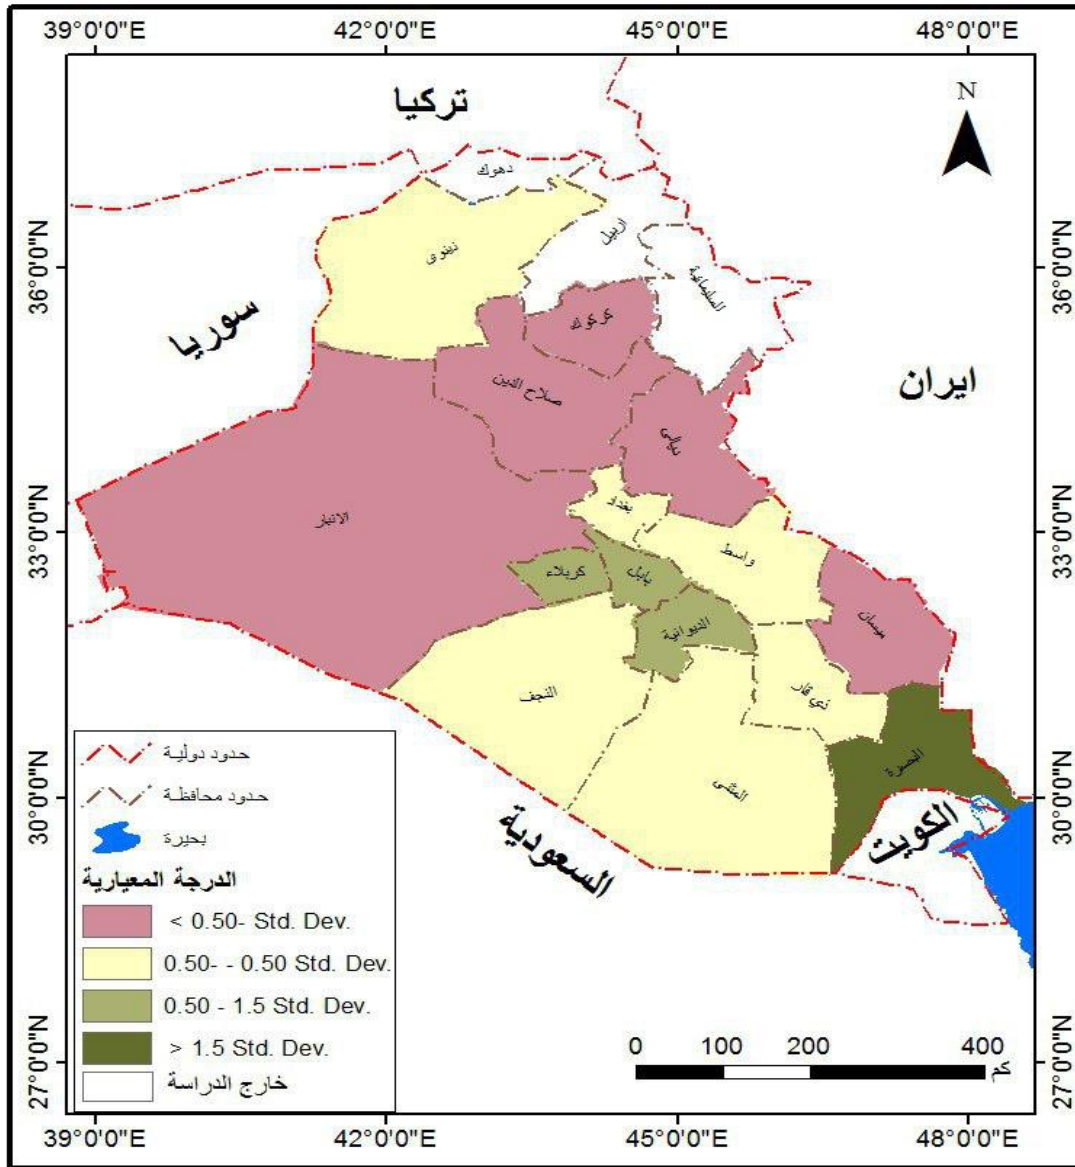 39°0'0"E 42°0'0"E 45°0'0"E 48°0'0"E
N
تركيا
سوريا
ايران
السعودية
الكويت
دهوك
اربيل
السليمانية
نينوى
كركوك
صلاح الدين
ديالى
الانبار
بغداد
واسط
كربلاء
بابل
الديوانية
ميسان
النجف
ذي قار
المثنى
البصرة
36°0'0"N
33°0'0"N
30°0'0"N
27°0'0"N
36°0'0"N
33°0'0"N
30°0'0"N
27°0'0"N
حدود دولية
حدود محافظة
بحيرة
الدرجة المعيارية
< 0.50- Std. Dev.
0.50- - 0.50 Std. Dev.
0.50 - 1.5 Std. Dev.
> 1.5 Std. Dev.
خارج الدراسة
0 100 200 400
كم
39°0'0"E 42°0'0"E 45°0'0"E 48°0'0"E